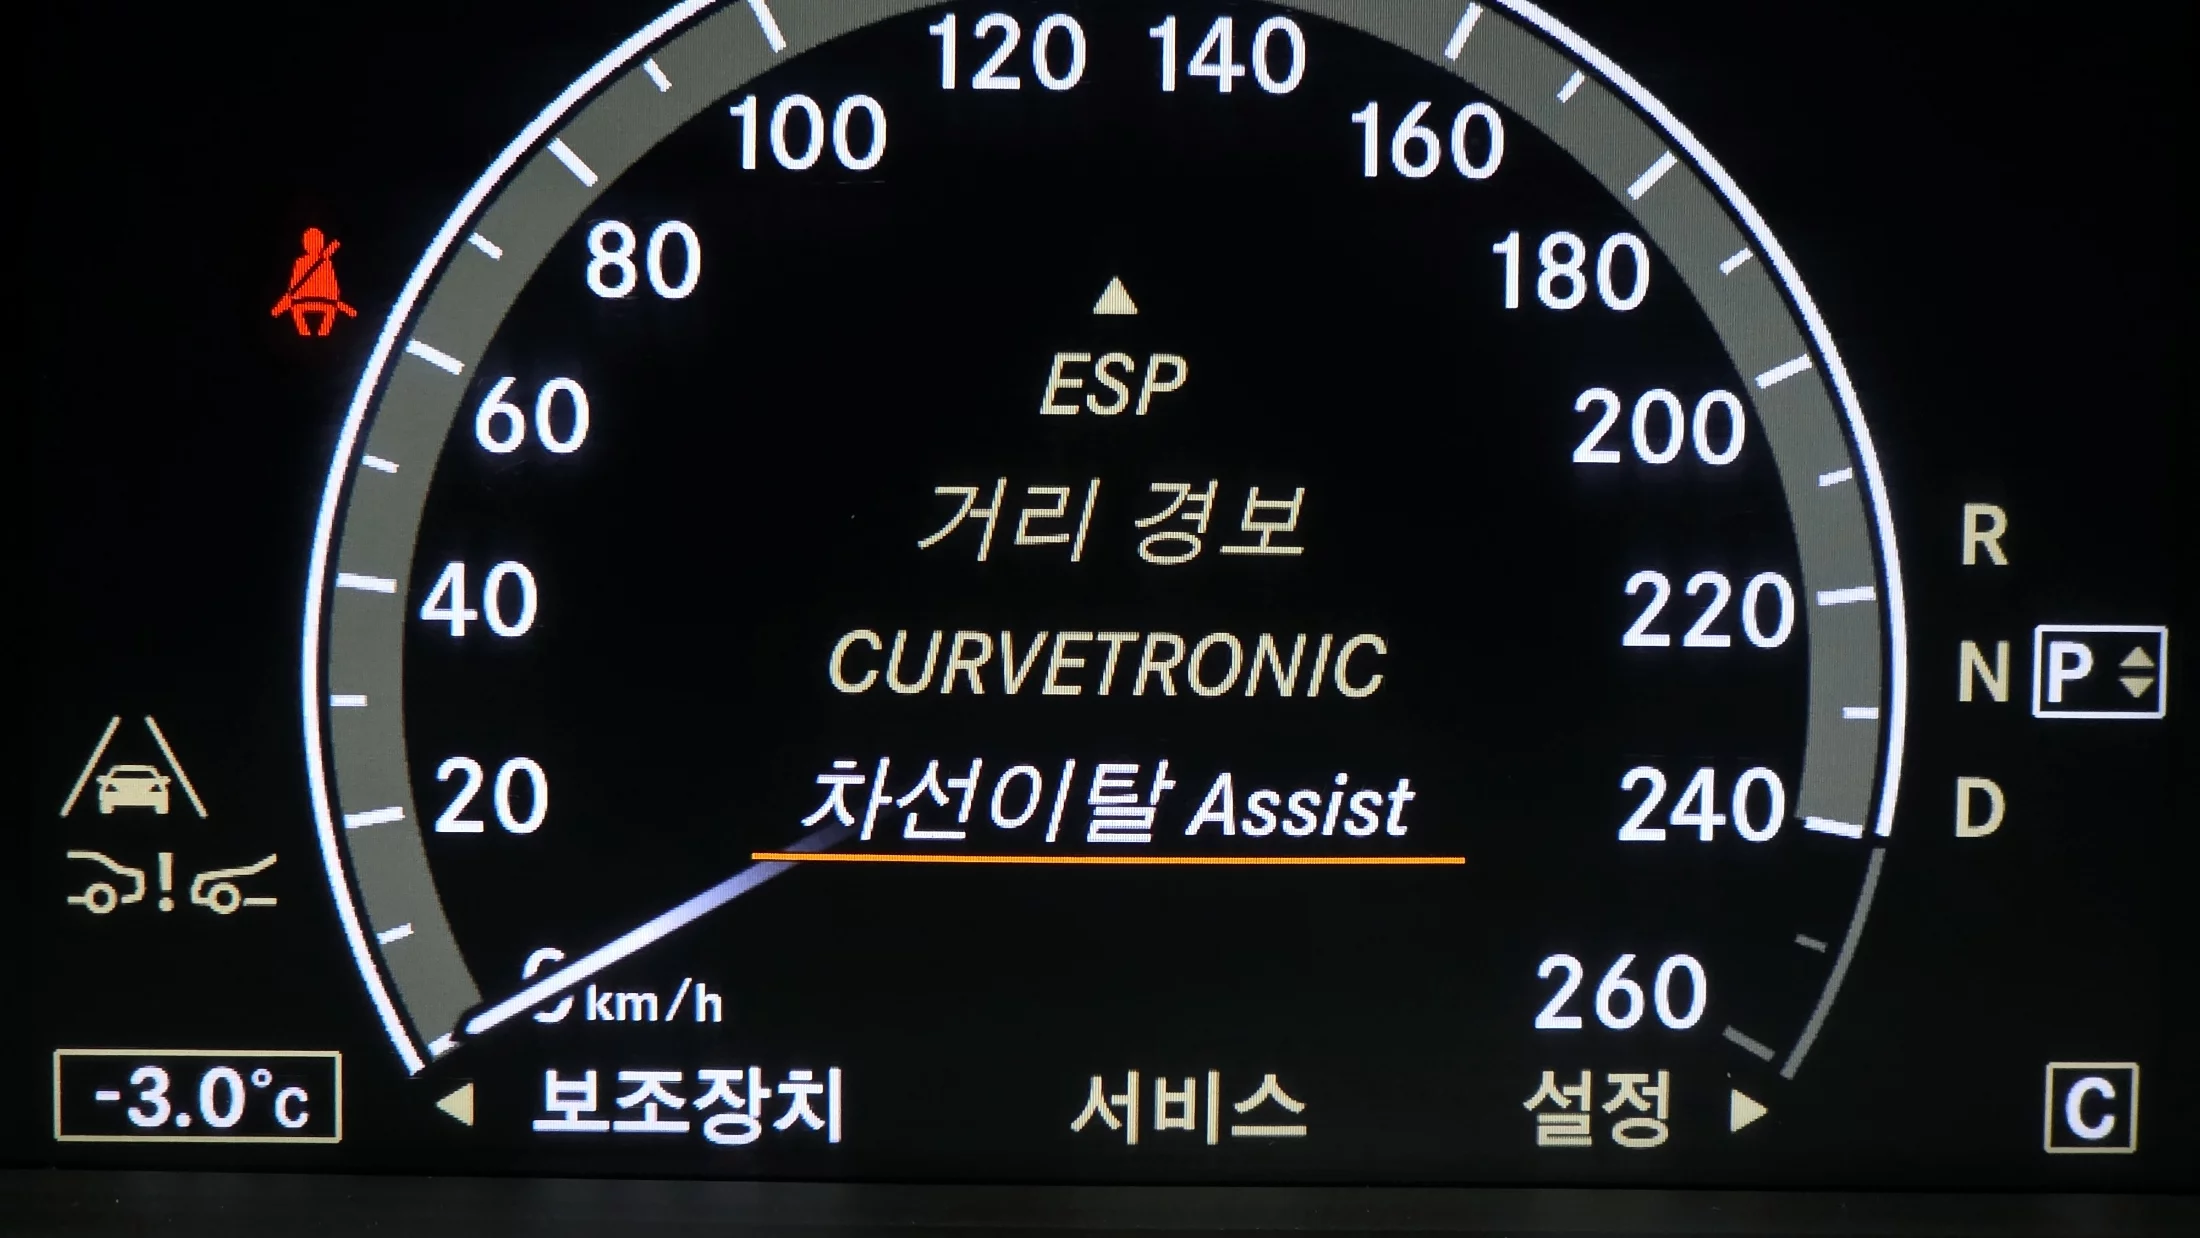 120 140
100 160
80 180
ESP
60 200
거리 경보
R
40 220
CURVETRONIC
N P
20 240
차선이탈 Assist
D
0 km/h
260
-3.0°C
보조장치 서비스 설정
C